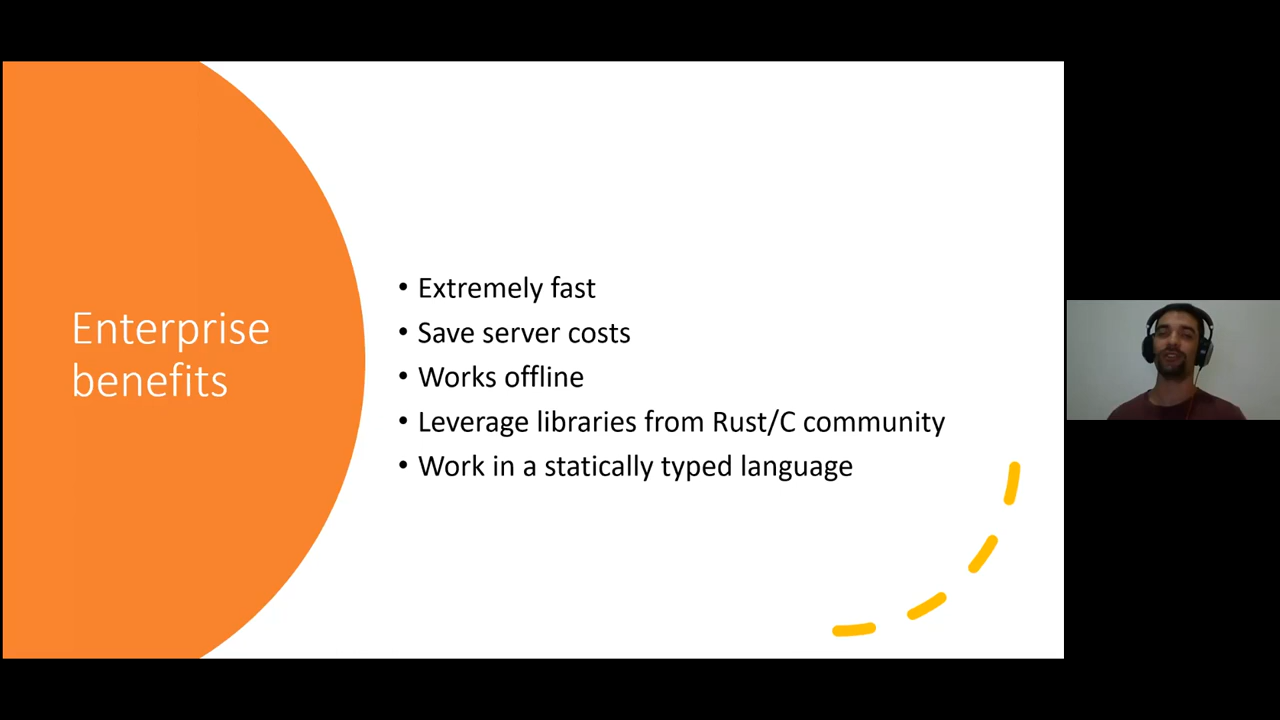 Enterprise
benefits
• Extremely fast
• Save server costs
• Works offline
• Leverage libraries from Rust/C community
• Work in a statically typed language